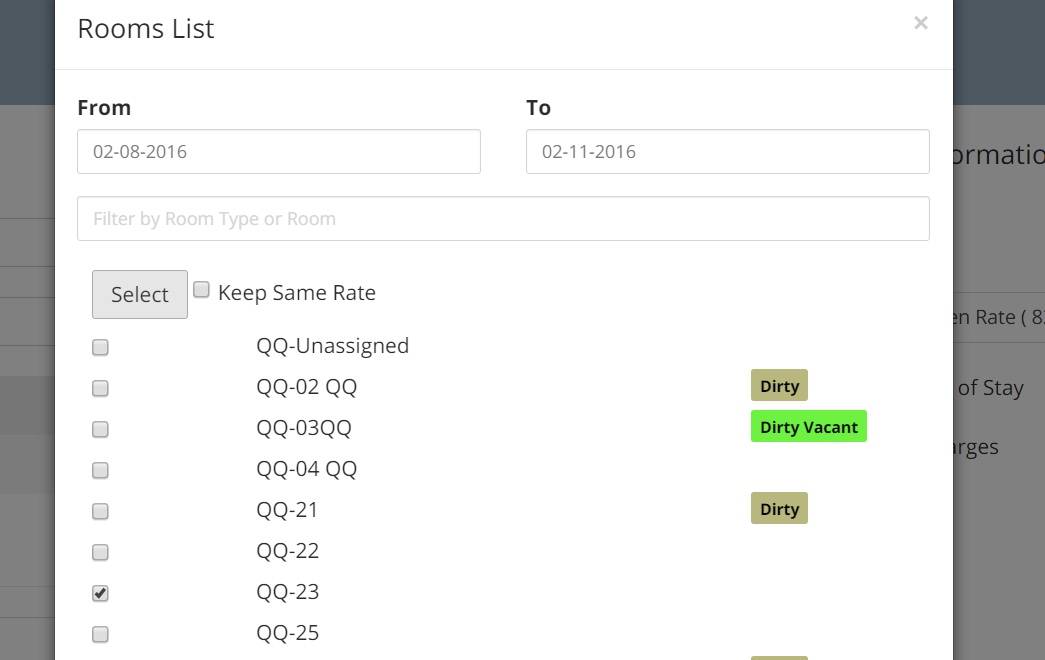 Rooms List ×
From To
02-08-2016 02-11-2016
Filter by Room Type or Room
Select Keep Same Rate
QQ-Unassigned
QQ-02 QQ Dirty
QQ-03QQ Dirty Vacant
QQ-04 QQ
QQ-21 Dirty
QQ-22
QQ-23
QQ-25
ormatio
en Rate ( 8
of Stay
arges